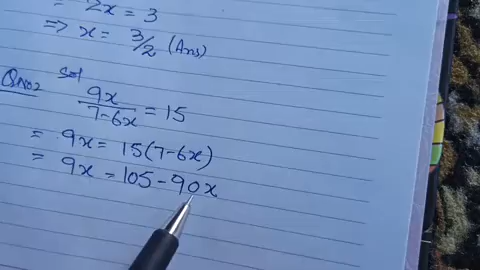 = 2x = 3
⇒ x = 3/2 (Ans)
Qno2 Sol
9x/7-6x = 15
= 9x = 15(7-6x)
= 9x = 105-90x